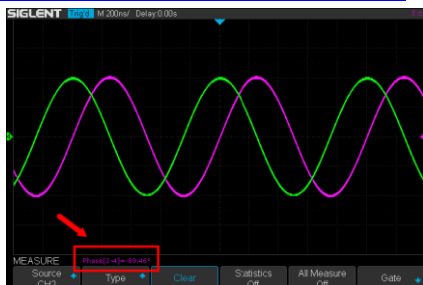 SIGLENT Trig'd M 200ns/ Delay:0.00s
MEASURE Phase[2-4]=-89.46°
Source Type Clear Statistics All Measure Gate
CH2 Off Off